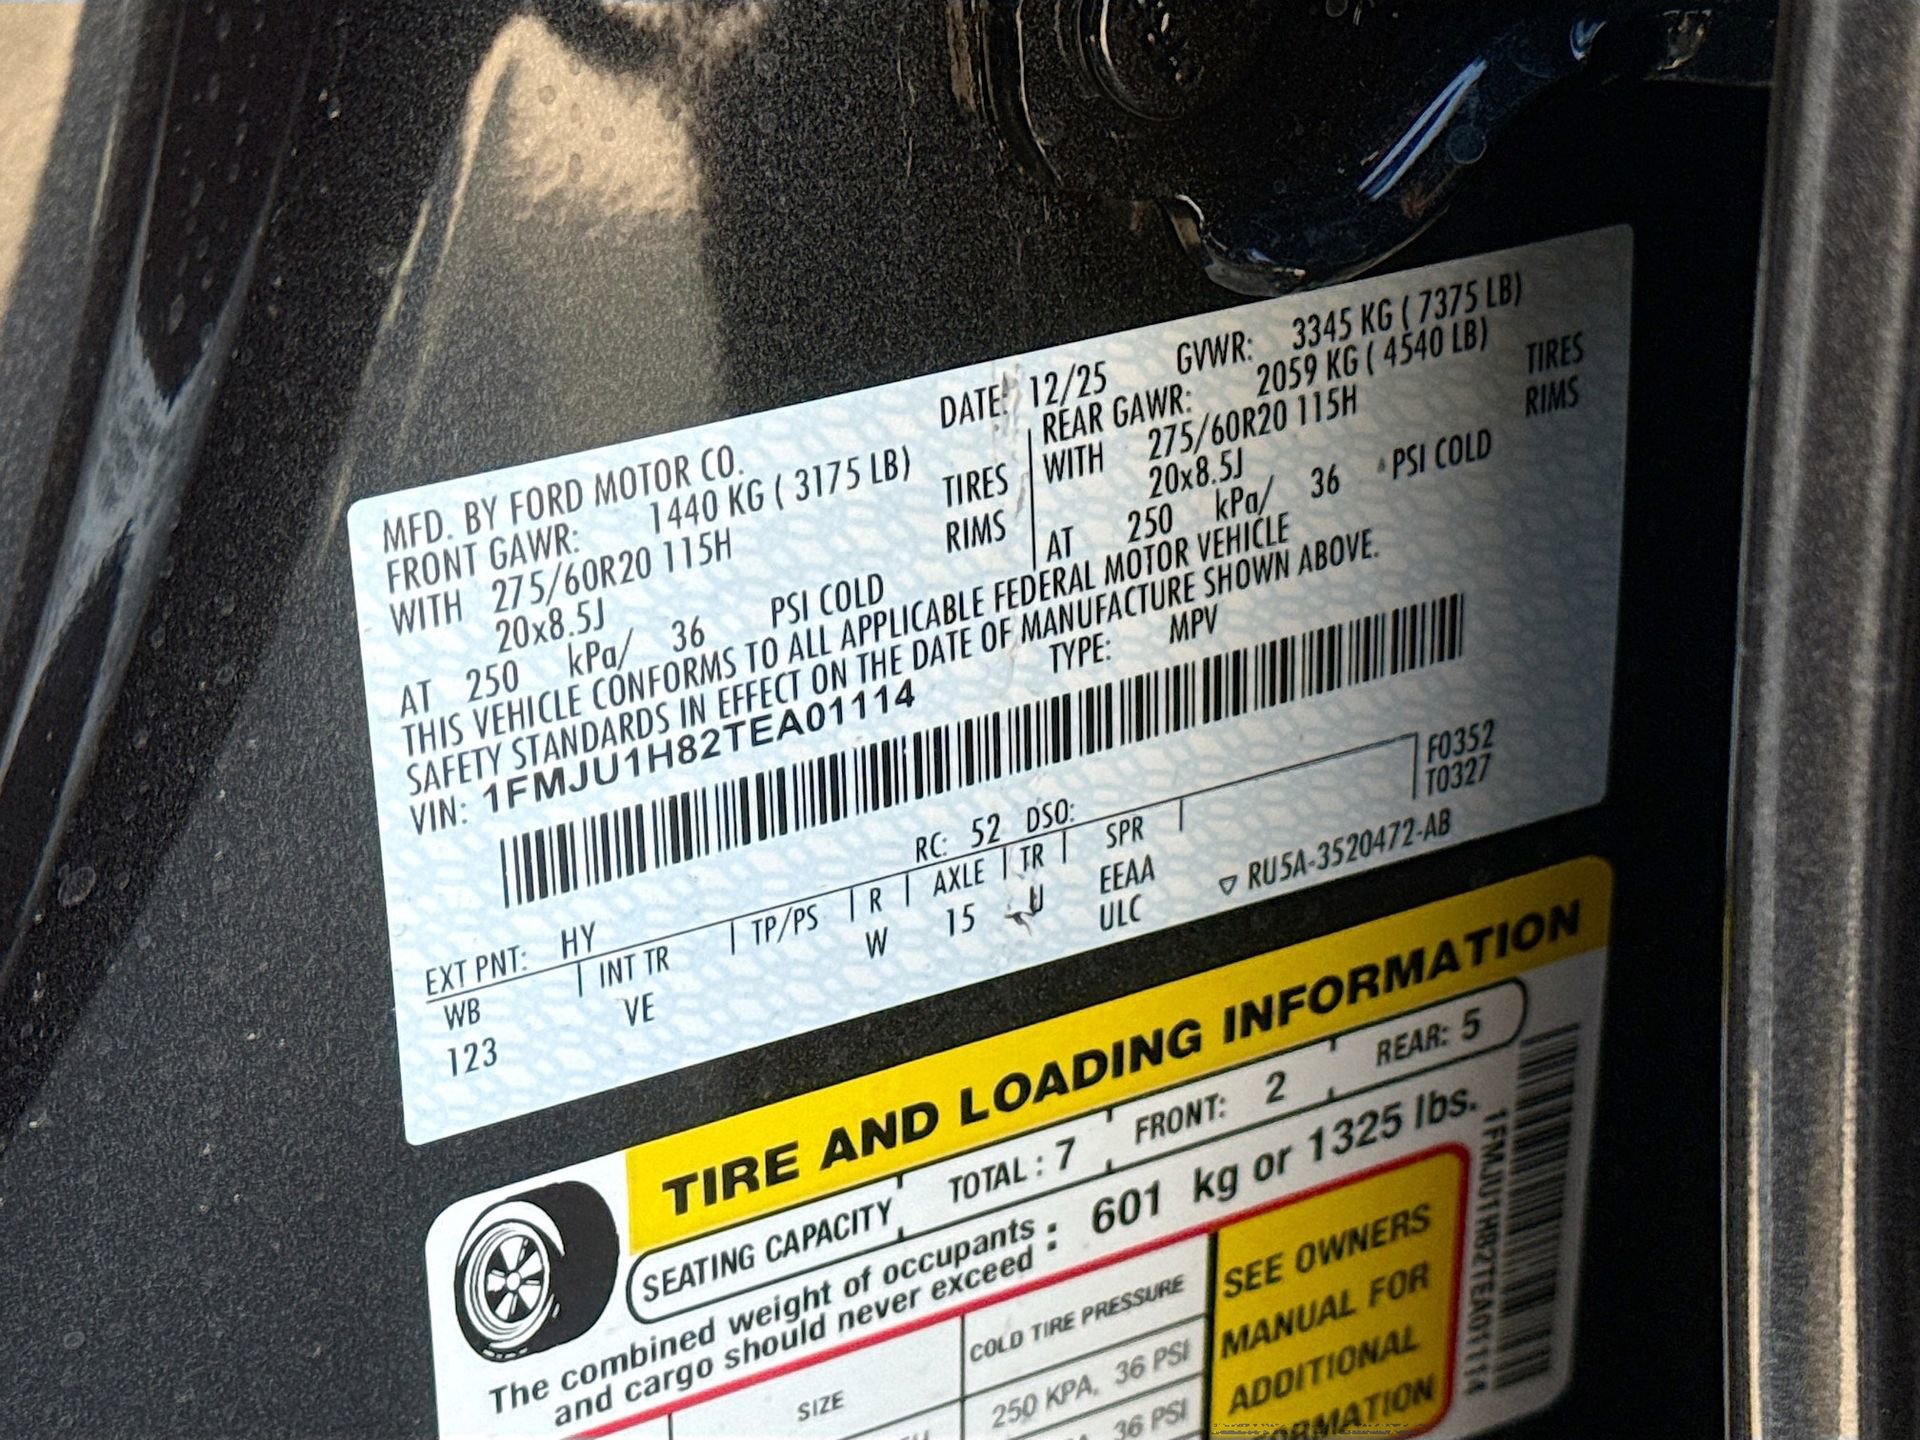 MFD. BY FORD MOTOR CO. DATE: 12/25 GVWR: 3345 KG ( 7375 LB)
FRONT GAWR: 1440 KG ( 3175 LB) REAR GAWR: 2059 KG ( 4540 LB)
WITH 275/60R20 115H TIRES WITH 275/60R20 115H TIRES
20x8.5J RIMS 20x8.5J RIMS
AT 250 kPa/ 36 PSI COLD AT 250 kPa/ 36 PSI COLD
THIS VEHICLE CONFORMS TO ALL APPLICABLE FEDERAL MOTOR VEHICLE
SAFETY STANDARDS IN EFFECT ON THE DATE OF MANUFACTURE SHOWN ABOVE.
VIN: 1FMJU1H82TEA01114 TYPE: MPV
F0352
T0327
EXT PNT: HY RC: 52 DSO:
WB INT TR TP/PS R AXLE TR SPR
123 VE W 15 U EEAA
ULC
RU5A-3520472-AB
TIRE AND LOADING INFORMATION
SEATING CAPACITY TOTAL : 7 FRONT: 2 REAR: 5
The combined weight of occupants
and cargo should never exceed : 601 kg or 1325 lbs.
SIZE COLD TIRE PRESSURE
250 KPA, 36 PSI
36 PSI
SEE OWNERS
MANUAL FOR
ADDITIONAL
1FMJU1H82TEA01114